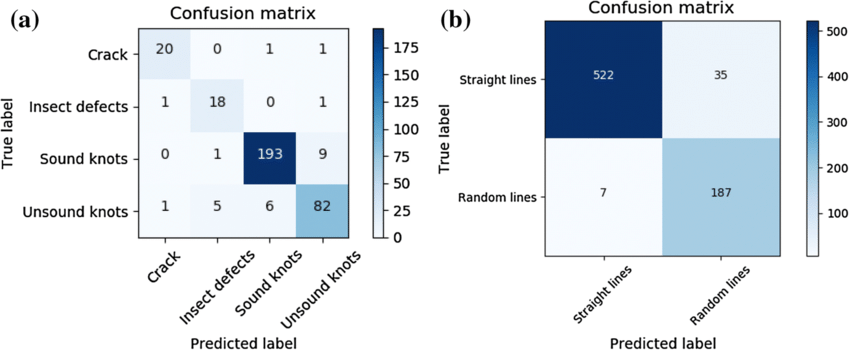 (a)
Confusion matrix
True label
Crack 20 0 1 1
Insect defects 1 18 0 1
Sound knots 0 1 193 9
Unsound knots 1 5 6 82
Crack Insect defects Sound knots Unsound knots
Predicted label
175
150
125
100
75
50
25
0
(b)
Confusion matrix
True label
Straight lines 522 35
Random lines 7 187
Straight lines Random lines
Predicted label
500
400
300
200
100